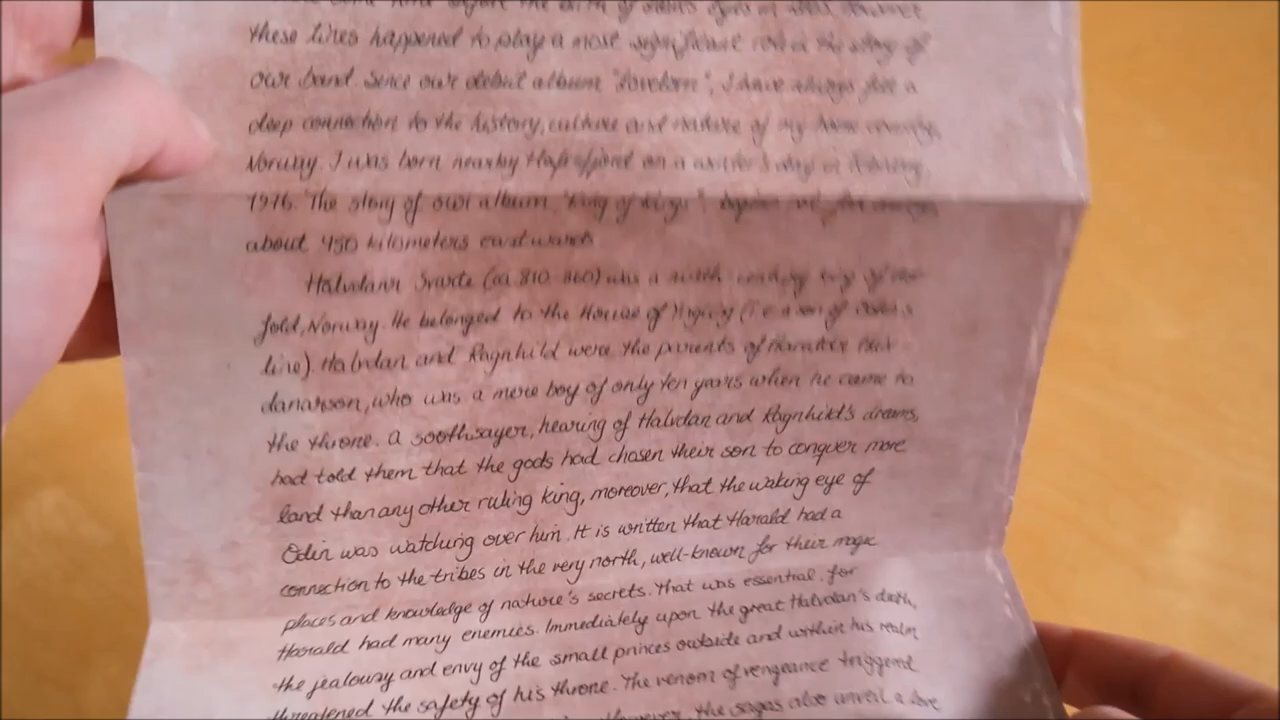 these lines happened to play a most significant role in the story of
our band. Since our debut album "Lovelorn", I have always felt a
deep connection to the history, culture and nature of my home country,
Norway. I was born nearby Hafrsfjord on a winter's day in February,
1976. The story of our album, "King of Kings",
about 450 kilometers eastwards
Halvdann Svarte (ca. 810-860) was a ninth century king of
fold, Norway. He belonged to the House of Yngling (i.e. a son of Odin's
line). Halvdan and Ragnhild were the parents of
danarson, who was a mere boy of only ten years when he came to
the throne. A soothsayer, hearing of Halvdan and Ragnhild's dreams,
had told them that the gods had chosen their son to conquer more
land than any other ruling king, moreover, that the waking eye of
Odin was watching over him. It is written that Harald had a
connection to the tribes in the very north, well-known for their magic
places and knowledge of nature's secrets. That was essential, for
Harald had many enemies. Immediately upon the great Halvdan's death,
the jealousy and envy of the small princes outside and within his realm
threatened the safety of his throne. The venom of vengeance triggered
However, the sagas also unveil a love